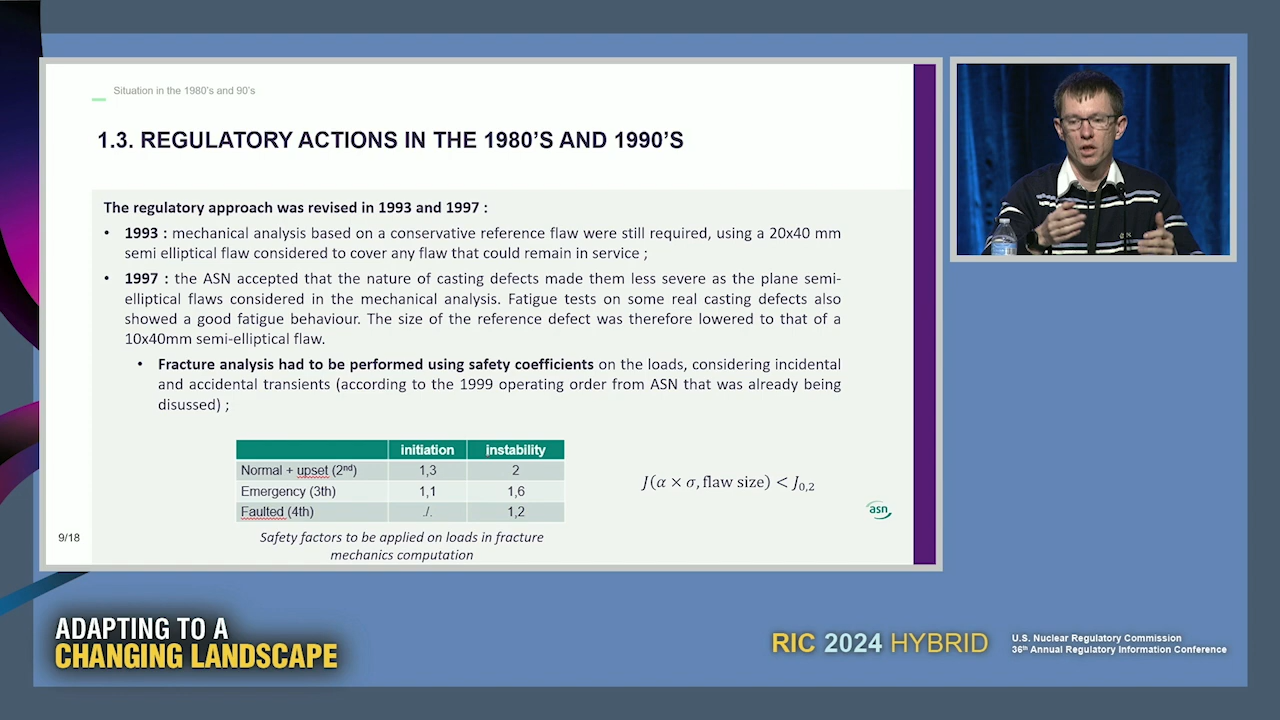 Situation in the 1980's and 90's
1.3. REGULATORY ACTIONS IN THE 1980'S AND 1990'S
The regulatory approach was revised in 1993 and 1997 :
• 1993 : mechanical analysis based on a conservative reference flaw were still required, using a 20x40 mm
semi elliptical flaw considered to cover any flaw that could remain in service ;
• 1997 : the ASN accepted that the nature of casting defects made them less severe as the plane semi-
elliptical flaws considered in the mechanical analysis. Fatigue tests on some real casting defects also
showed a good fatigue behaviour. The size of the reference defect was therefore lowered to that of a
10x40mm semi-elliptical flaw.
• Fracture analysis had to be performed using safety coefficients on the loads, considering incidental
and accidental transients (according to the 1999 operating order from ASN that was already being
disussed) ;
initiation instability
Normal + upset (2nd) 1,3 2
Emergency (3th) 1,1 1,6
Faulted (4th) ./. 1,2
Safety factors to be applied on loads in fracture
mechanics computation
J(α × σ, flaw size) < J0,2
asn
9/18
ADAPTING TO A
CHANGING LANDSCAPE
RIC 2024 HYBRID
U.S. Nuclear Regulatory Commission
36th Annual Regulatory Information Conference